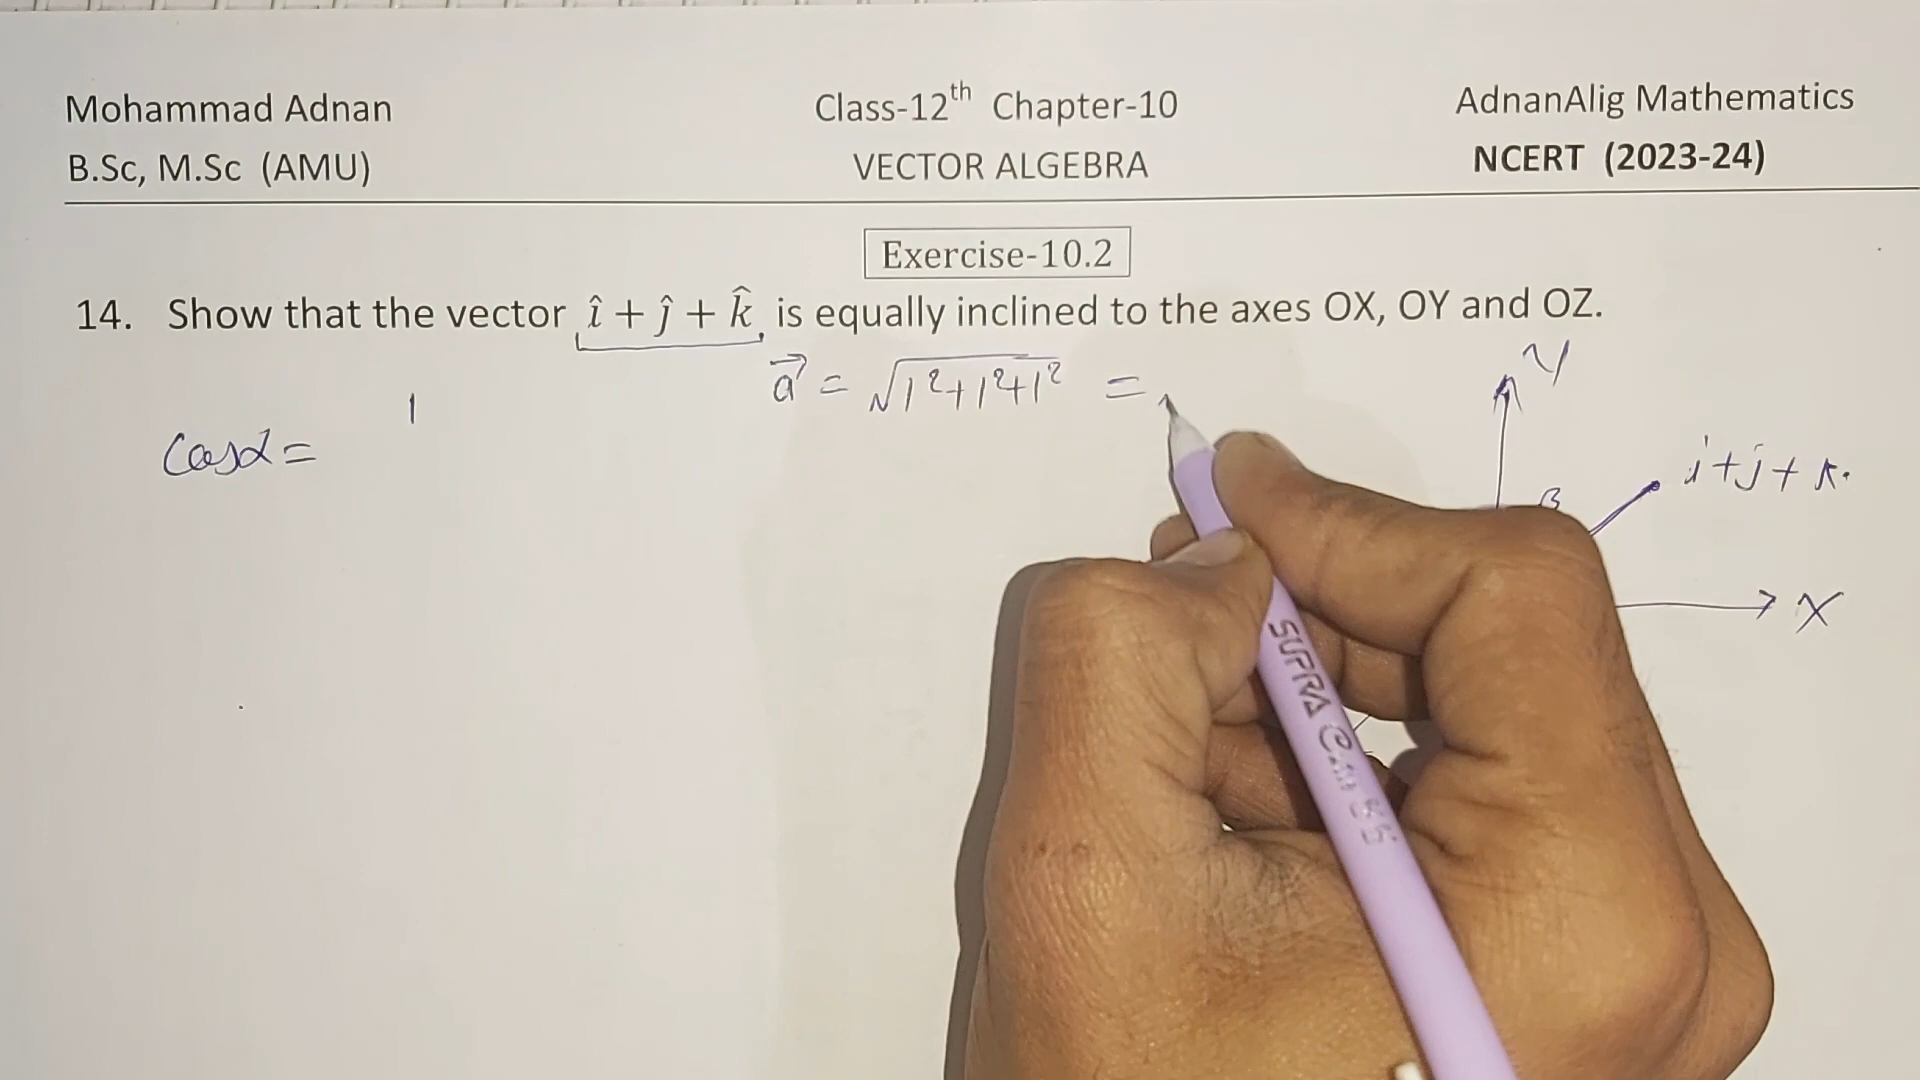 Mohammad Adnan
B.Sc, M.Sc (AMU)
Class-12th Chapter-10
VECTOR ALGEBRA
AdnanAlig Mathematics
NCERT (2023-24)
Exercise-10.2
14. Show that the vector î + ĵ + k̂ is equally inclined to the axes OX, OY and OZ.
a⃗ = √1²+1²+1² =
Cosα =
1
Y
i+j+k.
β
X
SUPRA